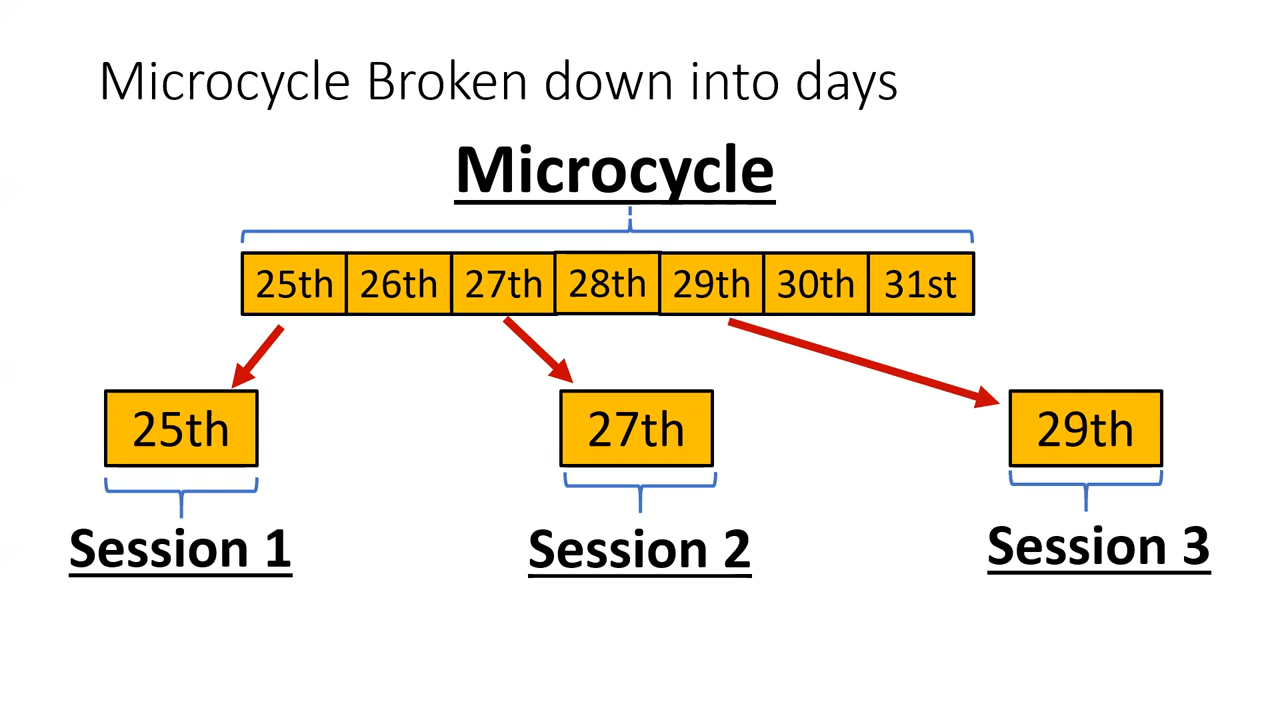 Microcycle Broken down into days
Microcycle
25th 26th 27th 28th 29th 30th 31st
25th 27th 29th
Session 1 Session 2 Session 3